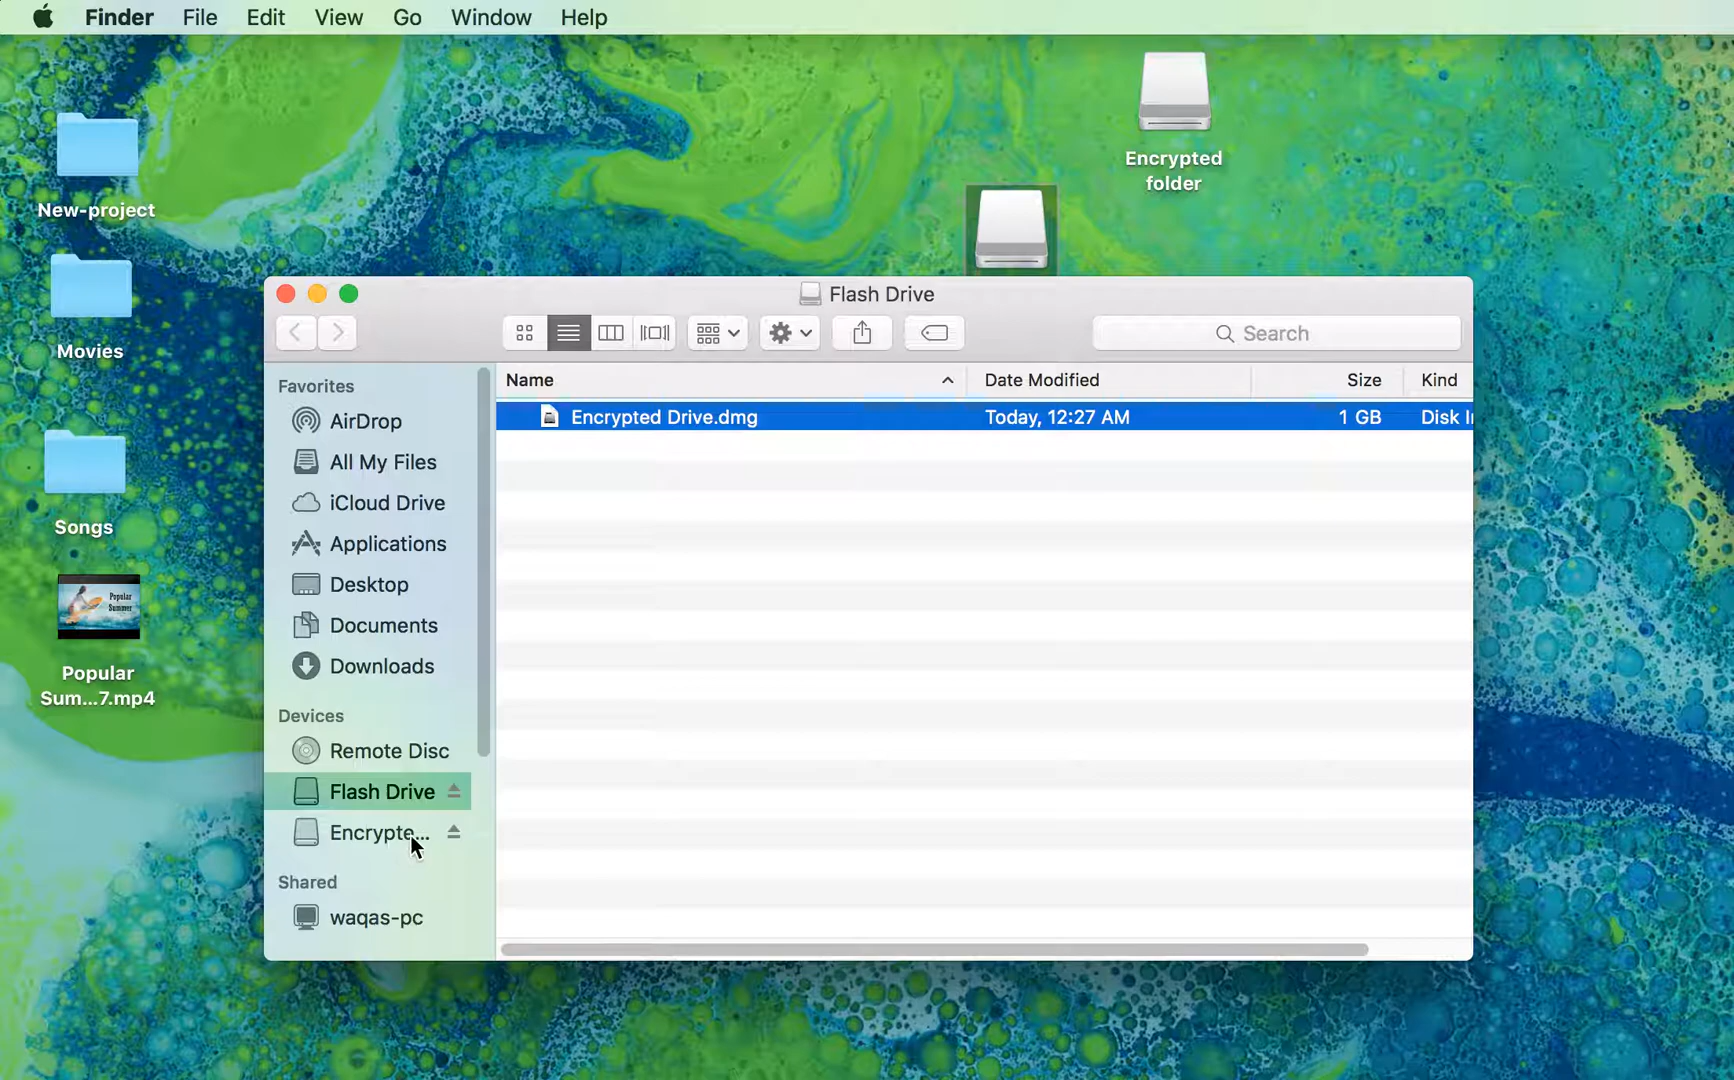 Finder File Edit View Go Window Help
Encrypted
folder
New-project
Movies
Songs
Popular
Summer
Popular
Sum...7.mp4
Flash Drive
Search
Favorites
AirDrop
All My Files
iCloud Drive
Applications
Desktop
Documents
Downloads
Devices
Remote Disc
Flash Drive
Encrypte...
Shared
waqas-pc
Name Date Modified Size Kind
Encrypted Drive.dmg Today, 12:27 AM 1 GB Disk I